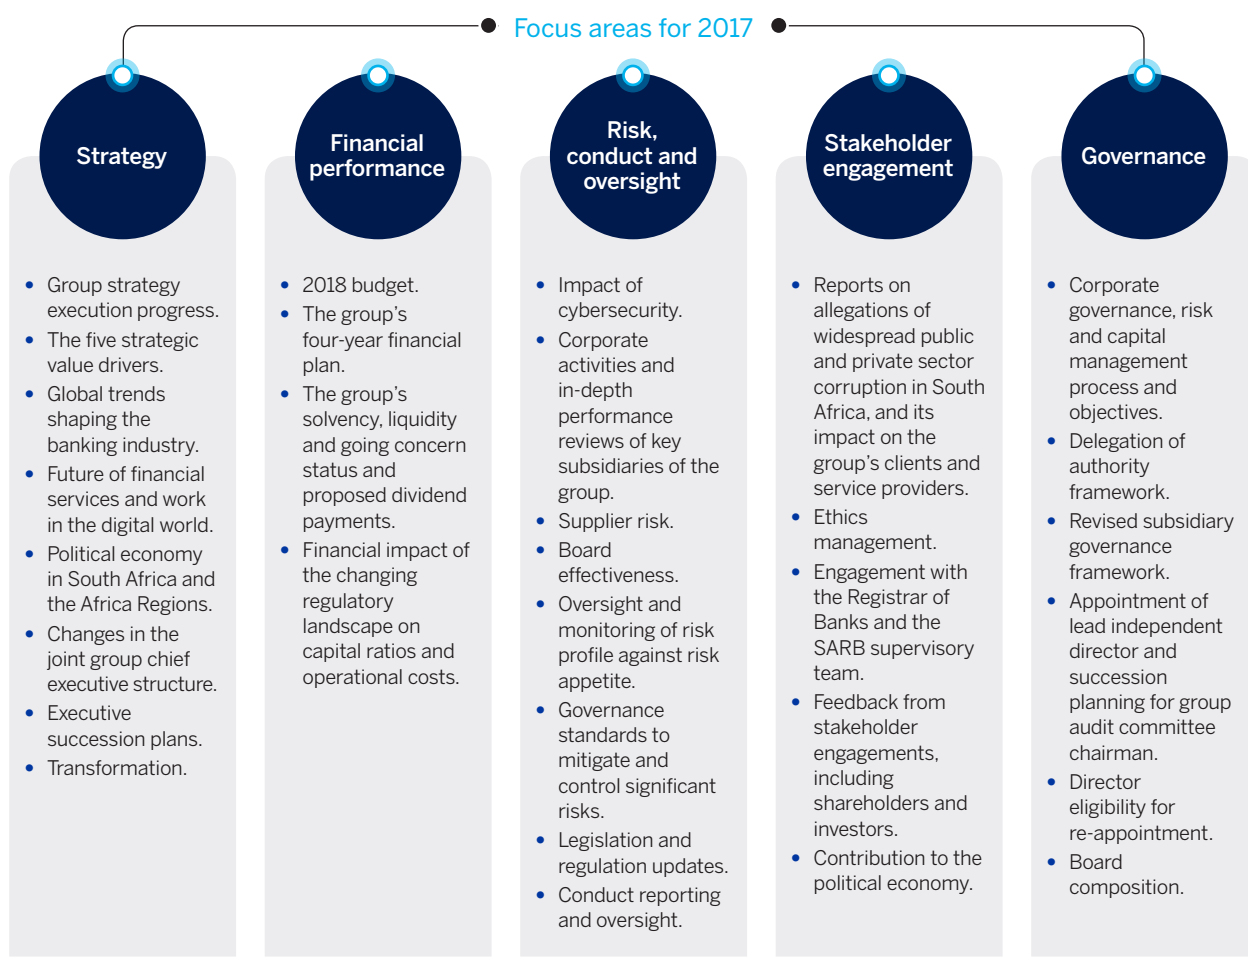 Focus areas for 2017
Strategy
• Group strategy
execution progress.
• The five strategic
value drivers.
• Global trends
shaping the
banking industry.
• Future of financial
services and work
in the digital world.
• Political economy
in South Africa and
the Africa Regions.
• Changes in the
joint group chief
executive structure.
• Executive
succession plans.
• Transformation.
Financial
performance
• 2018 budget.
• The group’s
four-year financial
plan.
• The group’s
solvency, liquidity
and going concern
status and
proposed dividend
payments.
• Financial impact of
the changing
regulatory
landscape on
capital ratios and
operational costs.
Risk,
conduct and
oversight
• Impact of
cybersecurity.
• Corporate
activities and
in-depth
performance
reviews of key
subsidiaries of the
group.
• Supplier risk.
• Board
effectiveness.
• Oversight and
monitoring of risk
profile against risk
appetite.
• Governance
standards to
mitigate and
control significant
risks.
• Legislation and
regulation updates.
• Conduct reporting
and oversight.
Stakeholder
engagement
• Reports on
allegations of
widespread public
and private sector
corruption in South
Africa, and its
impact on the
group’s clients and
service providers.
• Ethics
management.
• Engagement with
the Registrar of
Banks and the
SARB supervisory
team.
• Feedback from
stakeholder
engagements,
including
shareholders and
investors.
• Contribution to the
political economy.
Governance
• Corporate
governance, risk
and capital
management
process and
objectives.
• Delegation of
authority
framework.
• Revised subsidiary
governance
framework.
• Appointment of
lead independent
director and
succession
planning for group
audit committee
chairman.
• Director
eligibility for
re-appointment.
• Board
composition.